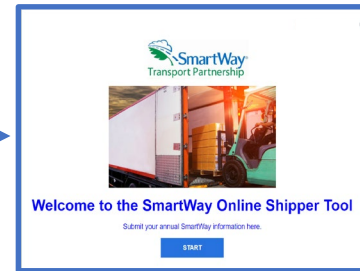 SmartWay
Transport Partnership
Welcome to the SmartWay Online Shipper Tool
Submit your annual SmartWay information here.
START